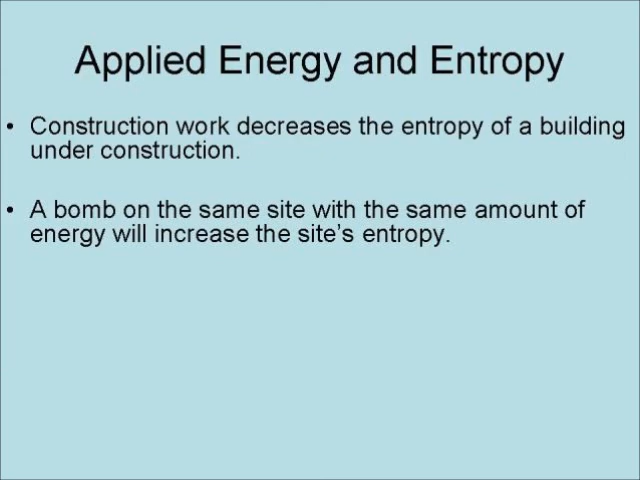 Applied Energy and Entropy
• Construction work decreases the entropy of a building
under construction.
• A bomb on the same site with the same amount of
energy will increase the site's entropy.